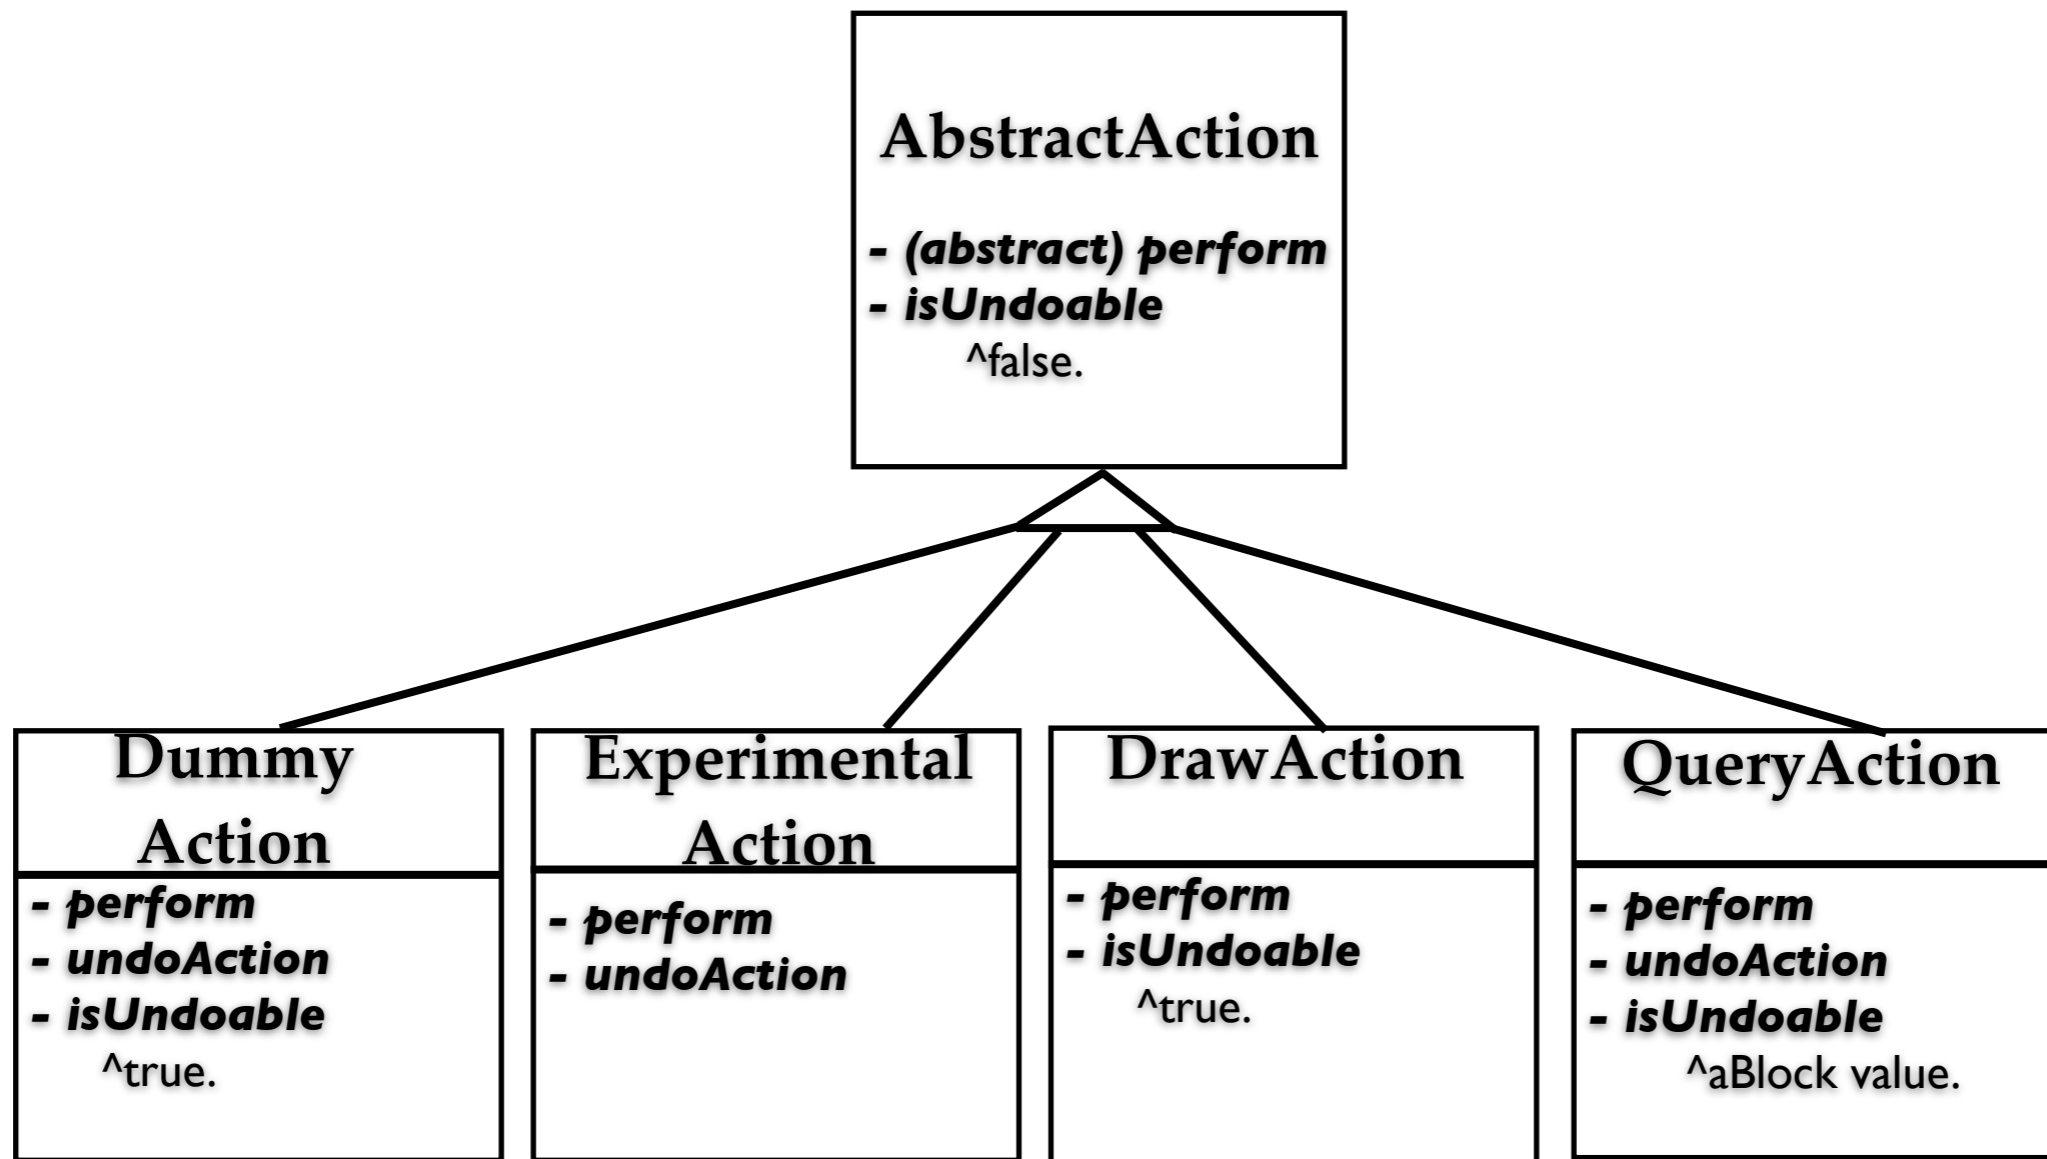 AbstractAction
- (abstract) perform
- isUndoable
^false.
Dummy
Action
- perform
- undoAction
- isUndoable
^true.
Experimental
Action
- perform
- undoAction
DrawAction
- perform
- isUndoable
^true.
QueryAction
- perform
- undoAction
- isUndoable
^aBlock value.